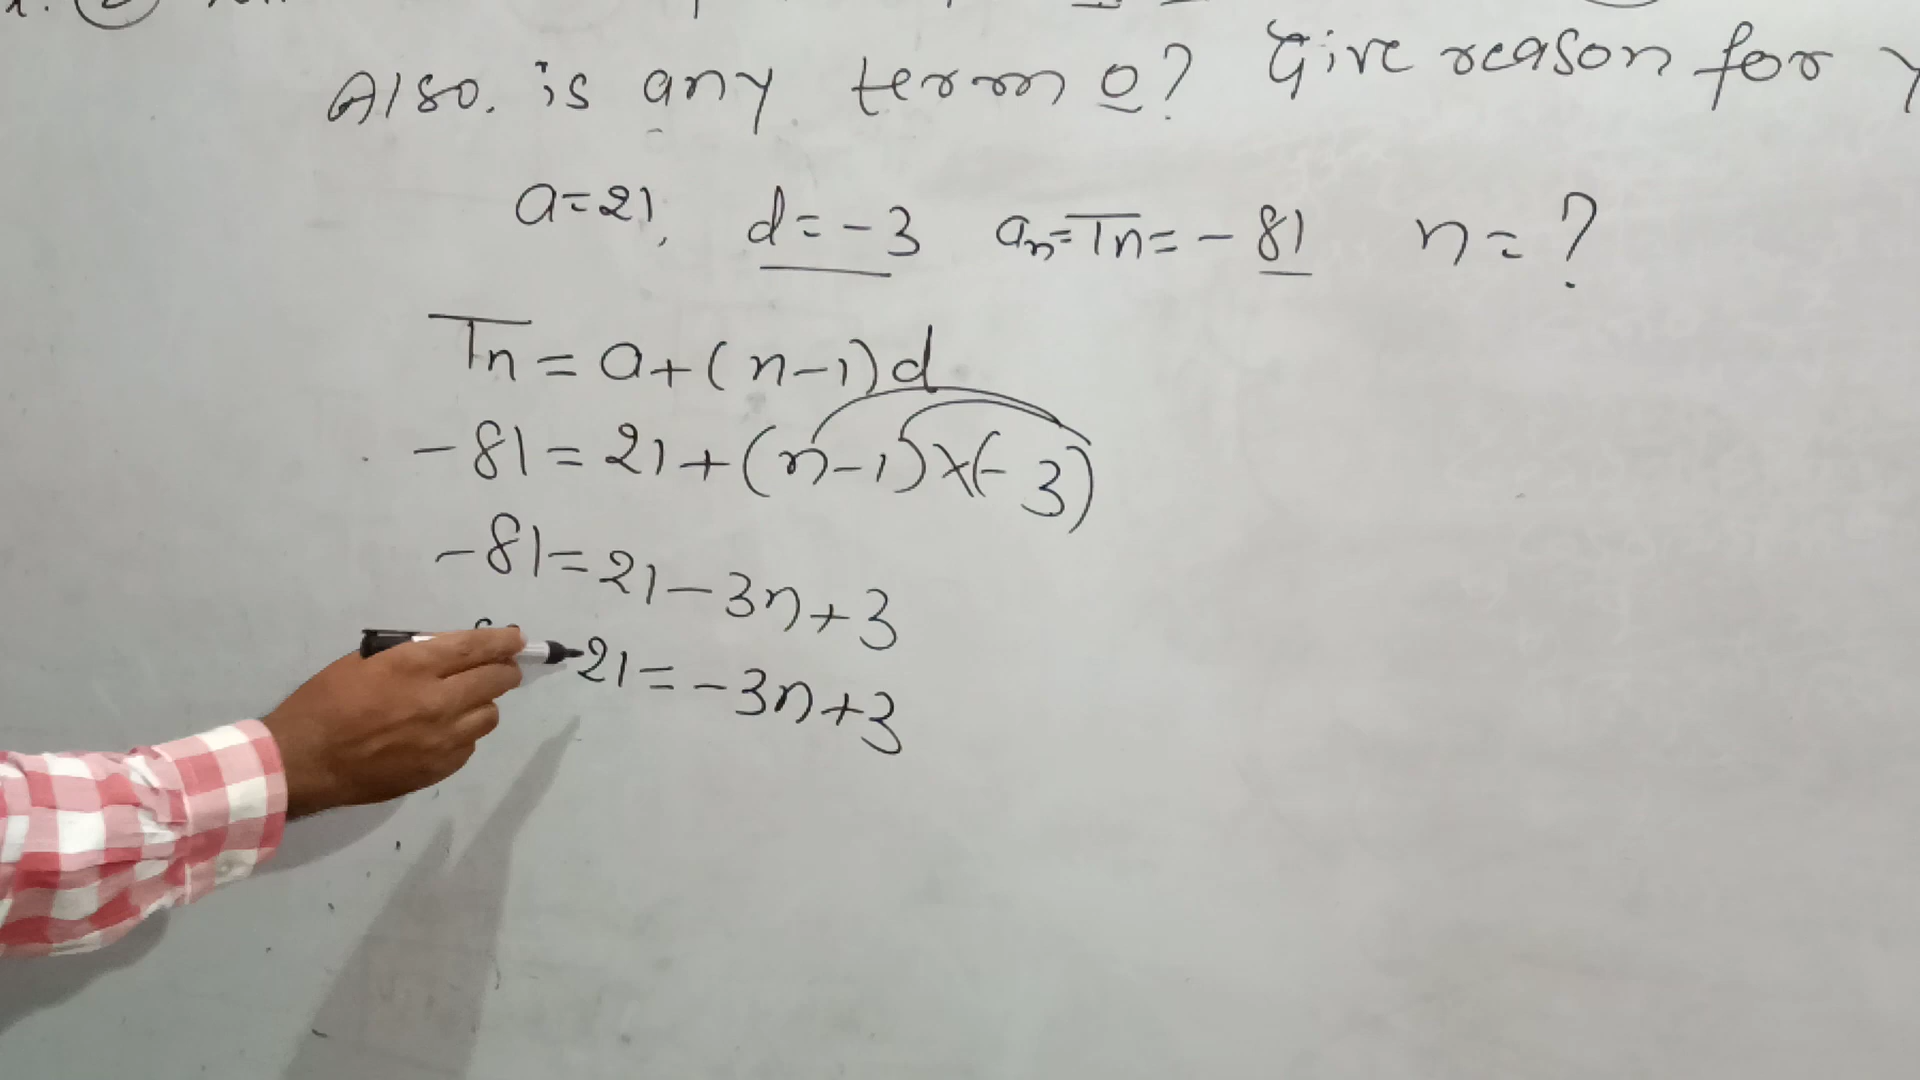 Also. is any term 0? Give reason for
a=21, d=-3 an=Tn=-81 n=?
Tn=a+(n-1)d
-81=21+(n-1)×(-3)
-81=21-3n+3
-21=-3n+3